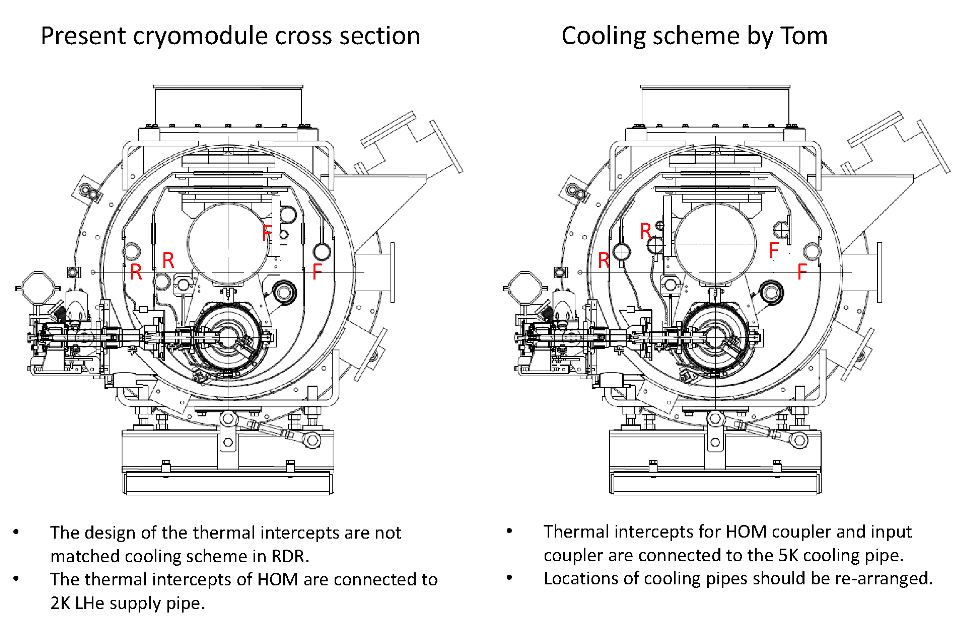 Present cryomodule cross section
Cooling scheme by Tom
F
R
R
F
R
R
F
F
• The design of the thermal intercepts are not
matched cooling scheme in RDR.
• The thermal intercepts of HOM are connected to
2K LHe supply pipe.
• Thermal intercepts for HOM coupler and input
coupler are connected to the 5K cooling pipe.
• Locations of cooling pipes should be re-arranged.